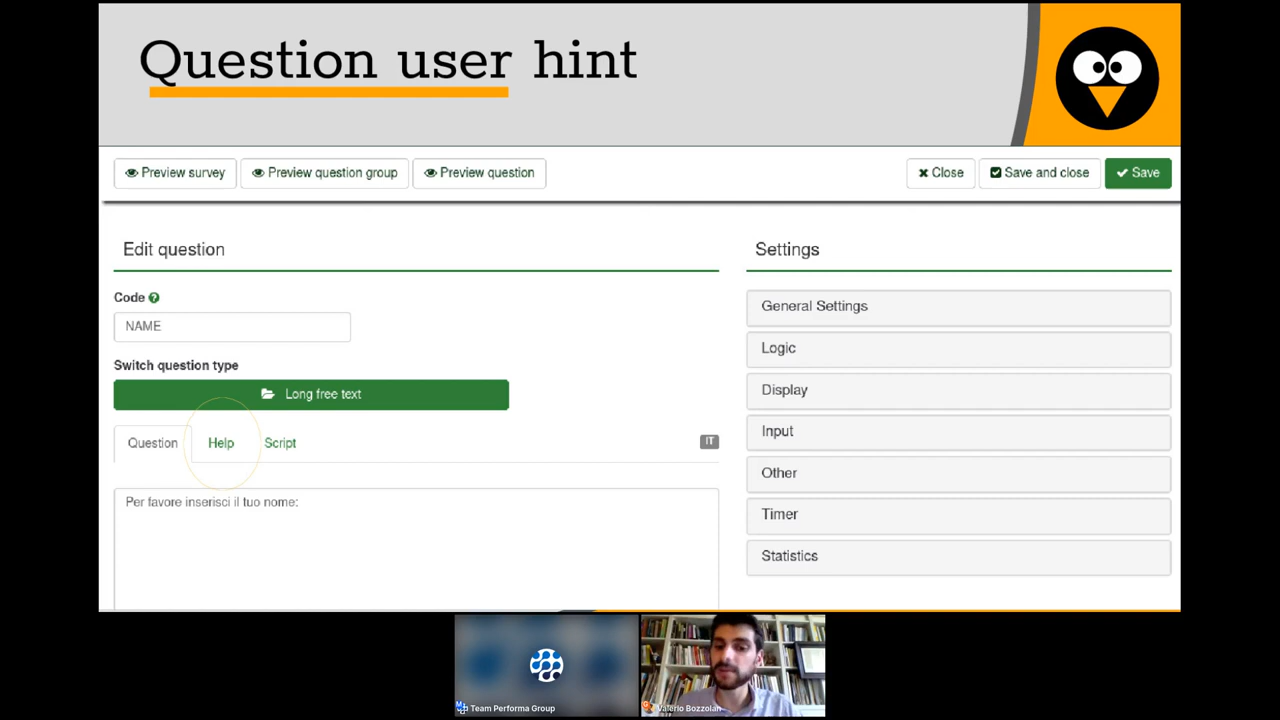 Question user hint
Preview survey
Preview question group
Preview question
Close
Save and close
Save
Edit question
Code
NAME
Switch question type
Long free text
Question
Help
Script
IT
Per favore inserisci il tuo nome:
Settings
General Settings
Logic
Display
Input
Other
Timer
Statistics
Team Performa Group
Valerio Bozzolan